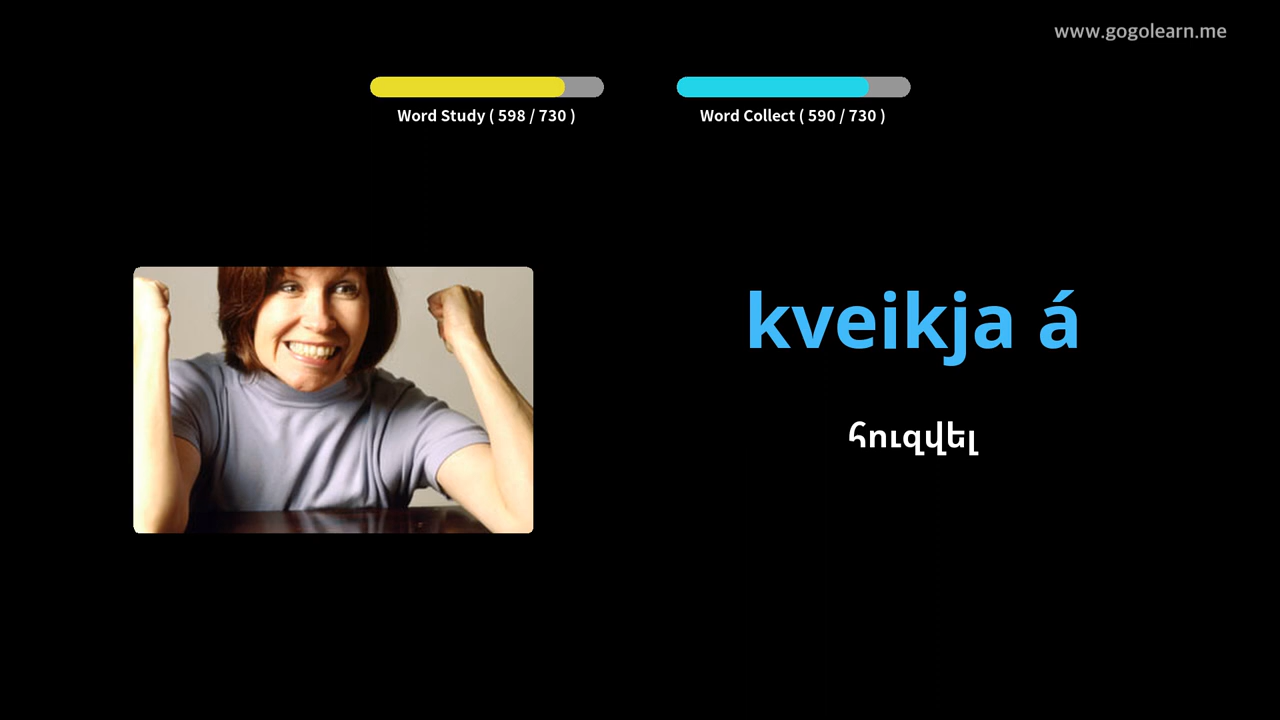 www.gogolearn.me
Word Study ( 598 / 730 )
Word Collect ( 590 / 730 )
kveikja á
հուզվել